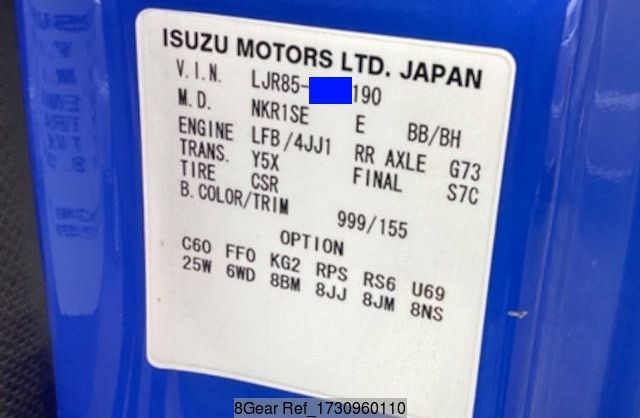 ISUZU MOTORS LTD. JAPAN
V.I.N. LJR85- 190
M.D. NKR1SE E BB/BH
ENGINE LFB/4JJ1 RR AXLE G73
TRANS. Y5X FINAL S7C
TIRE CSR
B.COLOR/TRIM 999/155
OPTION
C60 FF0 KG2 RPS RS6 U69
25W 6WD 8BM 8JJ 8JM 8NS
8Gear Ref_1730960110